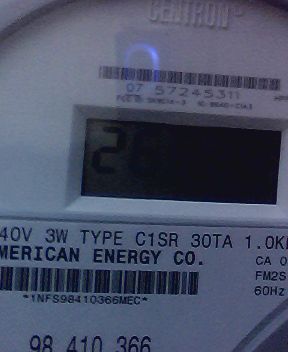 CENTRON
07 57245311
26
40V 3W TYPE C1SR 30TA 1.0K
MERICAN ENERGY CO.
CA 0
FM2S
60Hz
*1NFS98410366MEC*
98 410 366